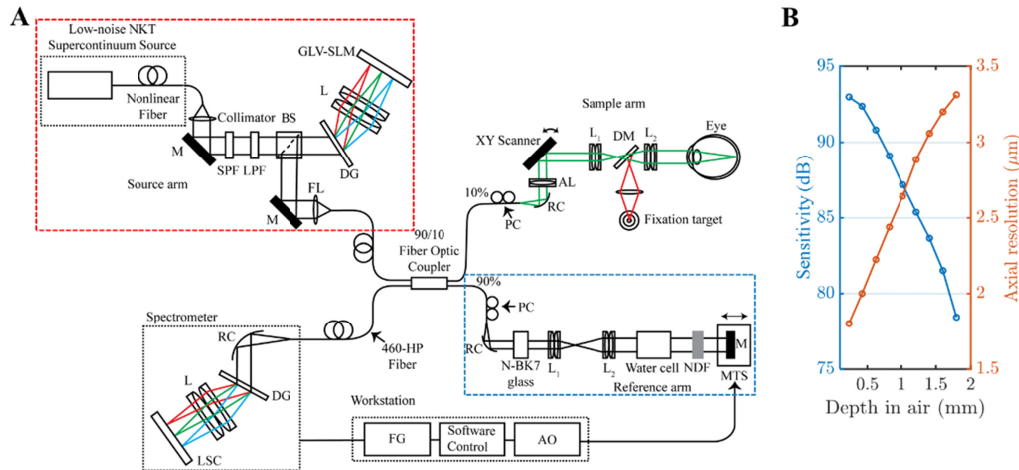 A
Low-noise NKT
Supercontinuum Source
Nonlinear
Fiber
GLV-SLM
L
Collimator BS
M
SPF LPF
DG
Source arm
FL
M
Sample arm
XY Scanner
L1 DM L2
Eye
AL
10%
RC
PC
Fixation target
90/10
Fiber Optic
Coupler
90%
PC
RC
N-BK7
glass
L1
L2
Water cell NDF
M
Reference arm
MTS
460-HP
Fiber
Spectrometer
RC
L
DG
LSC
Workstation
FG
Software
Control
AO
B
Sensitivity (dB)
95
90
85
80
75
0.5 1 1.5 2
Depth in air (mm)
3.5
3
2.5
2
1.5
Axial resolution (μm)